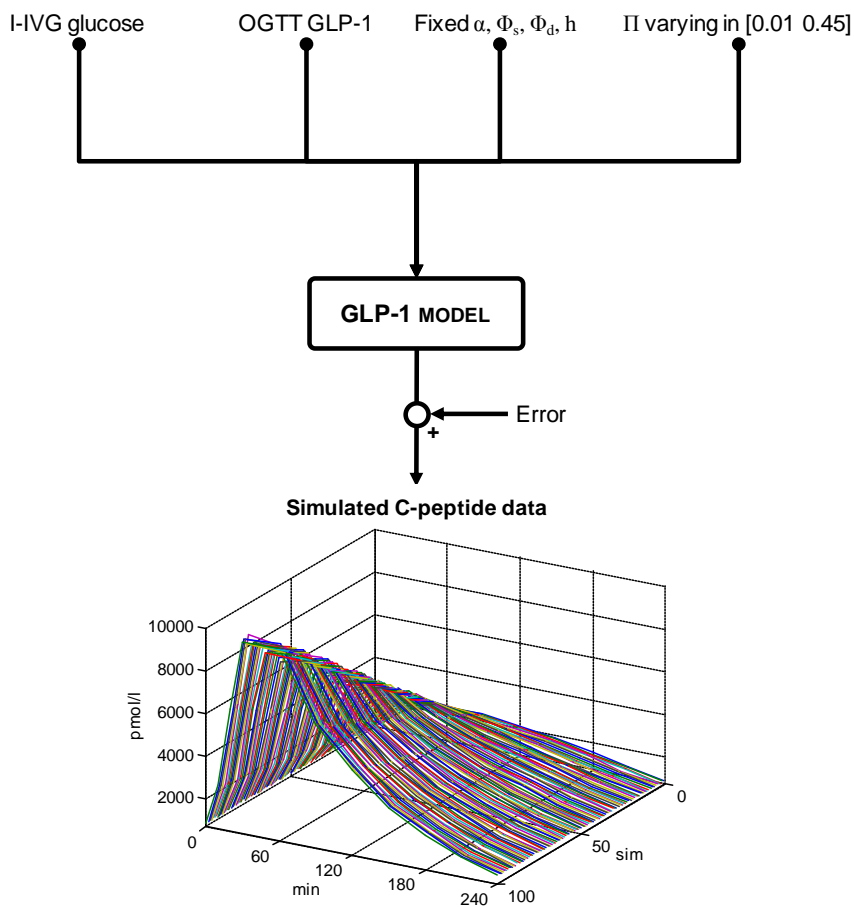 I-IVG glucose OGTT GLP-1 Fixed α, Φs, Φd, h Π varying in [0.01 0.45]
GLP-1 MODEL
Error
+
Simulated C-peptide data
10000
8000
6000
4000
2000
pmol/l
0
60
120
180
240
min
0
50
100
sim